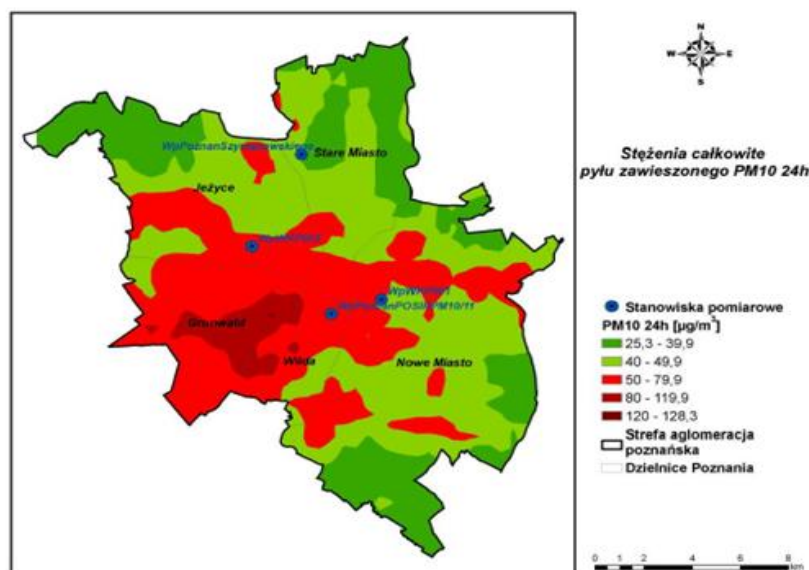 N
W E
S
Stężenia całkowite
pyłu zawieszonego PM10 24h
Stare Miasto
Jeżyce
Grunwald
Wilda
Nowe Miasto
Stanowiska pomiarowe
PM10 24h [µg/m³]
25,3 - 39,9
40 - 49,9
50 - 79,9
80 - 119,9
120 - 128,3
Strefa aglomeracja
poznańska
Dzielnice Poznania
0 1 2 4 6 8
km